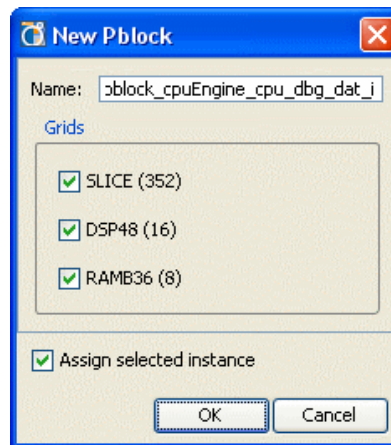 New Pblock
Name: pblock_cpuEngine_cpu_dbg_dat_i
Grids
SLICE (352)
DSP48 (16)
RAMB36 (8)
Assign selected instance
OK Cancel